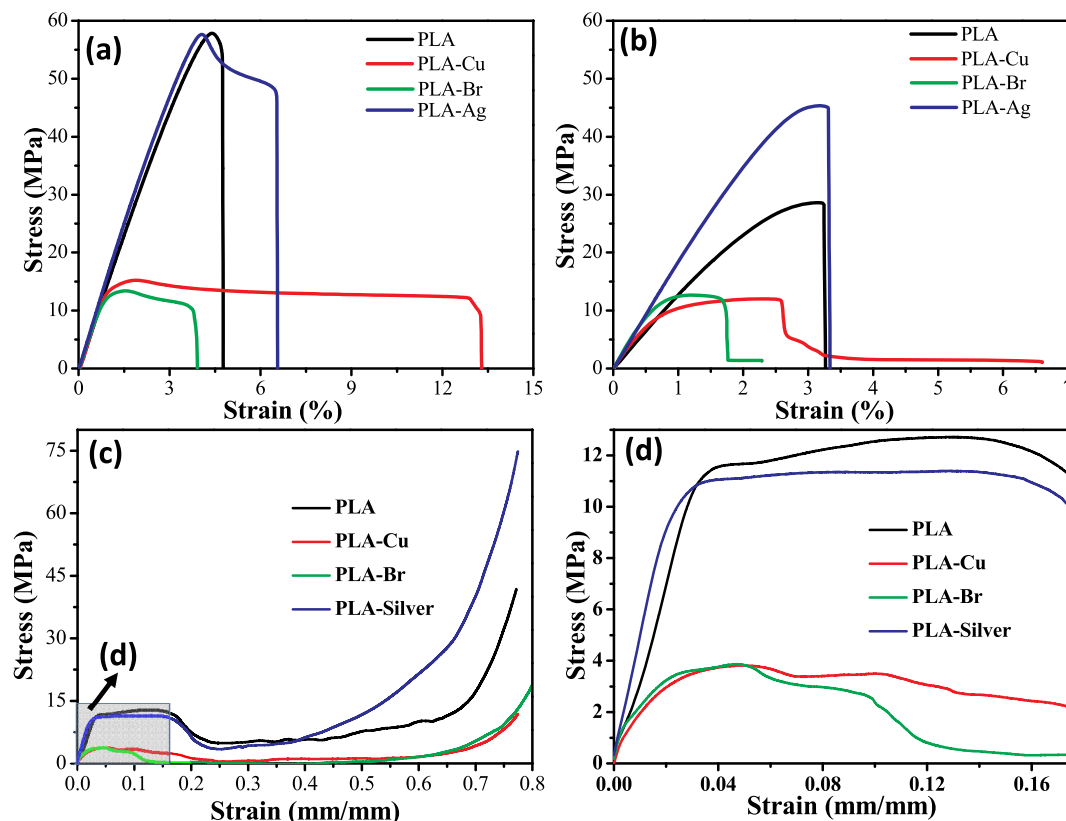 (a)
PLA
PLA-Cu
PLA-Br
PLA-Ag
60
50
40
30
20
10
0
Stress (MPa)
0 3 6 9 12 15
Strain (%)
(b)
PLA
PLA-Cu
PLA-Br
PLA-Ag
60
50
40
30
20
10
0
Stress (MPa)
0 1 2 3 4 5 6 7
Strain (%)
(c)
PLA
PLA-Cu
PLA-Br
PLA-Silver
(d)
75
60
45
30
15
0
Stress (MPa)
0.0 0.1 0.2 0.3 0.4 0.5 0.6 0.7 0.8
Strain (mm/mm)
(d)
PLA
PLA-Cu
PLA-Br
PLA-Silver
12
10
8
6
4
2
0
Stress (MPa)
0.00 0.04 0.08 0.12 0.16
Strain (mm/mm)